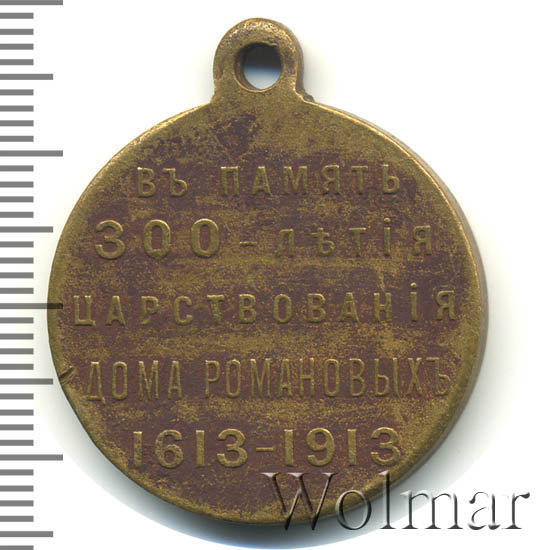 ВЪ ПАМЯТЬ
300-ЛѢТІЯ
ЦАРСТВОВАНІЯ
ДОМА РОМАНОВЫХЪ
1613-1913
Wolmar